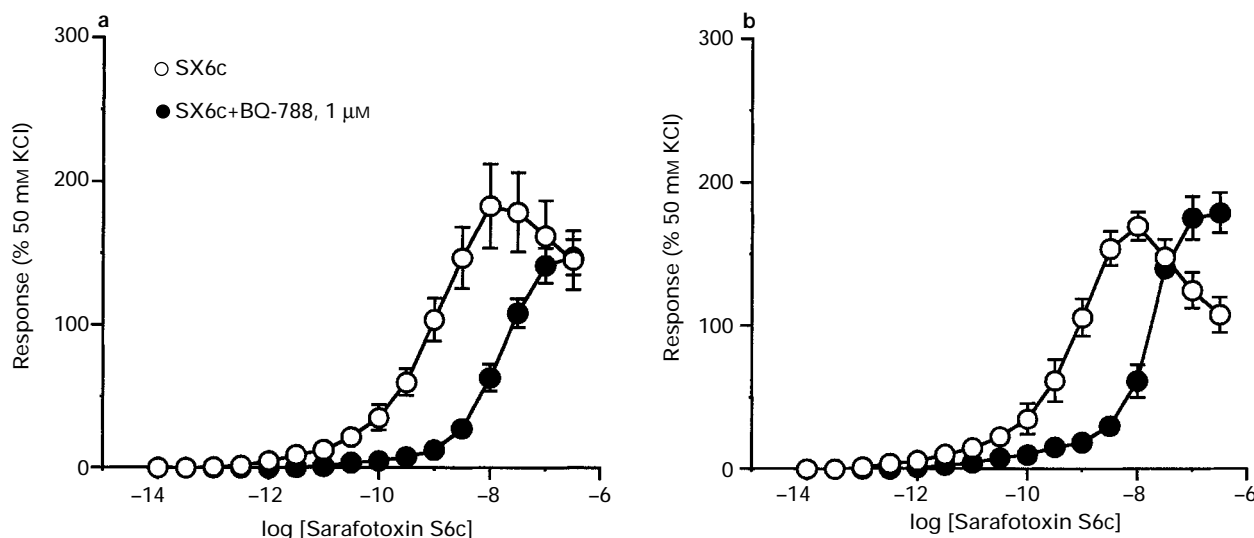 a
300
200
100
0
SX6c
SX6c+BQ-788, 1 μM
Response (% 50 mM KCl)
−14
−12
−10
−8
−6
log [Sarafotoxin S6c]
b
300
200
100
0
Response (% 50 mM KCl)
−14
−12
−10
−8
−6
log [Sarafotoxin S6c]